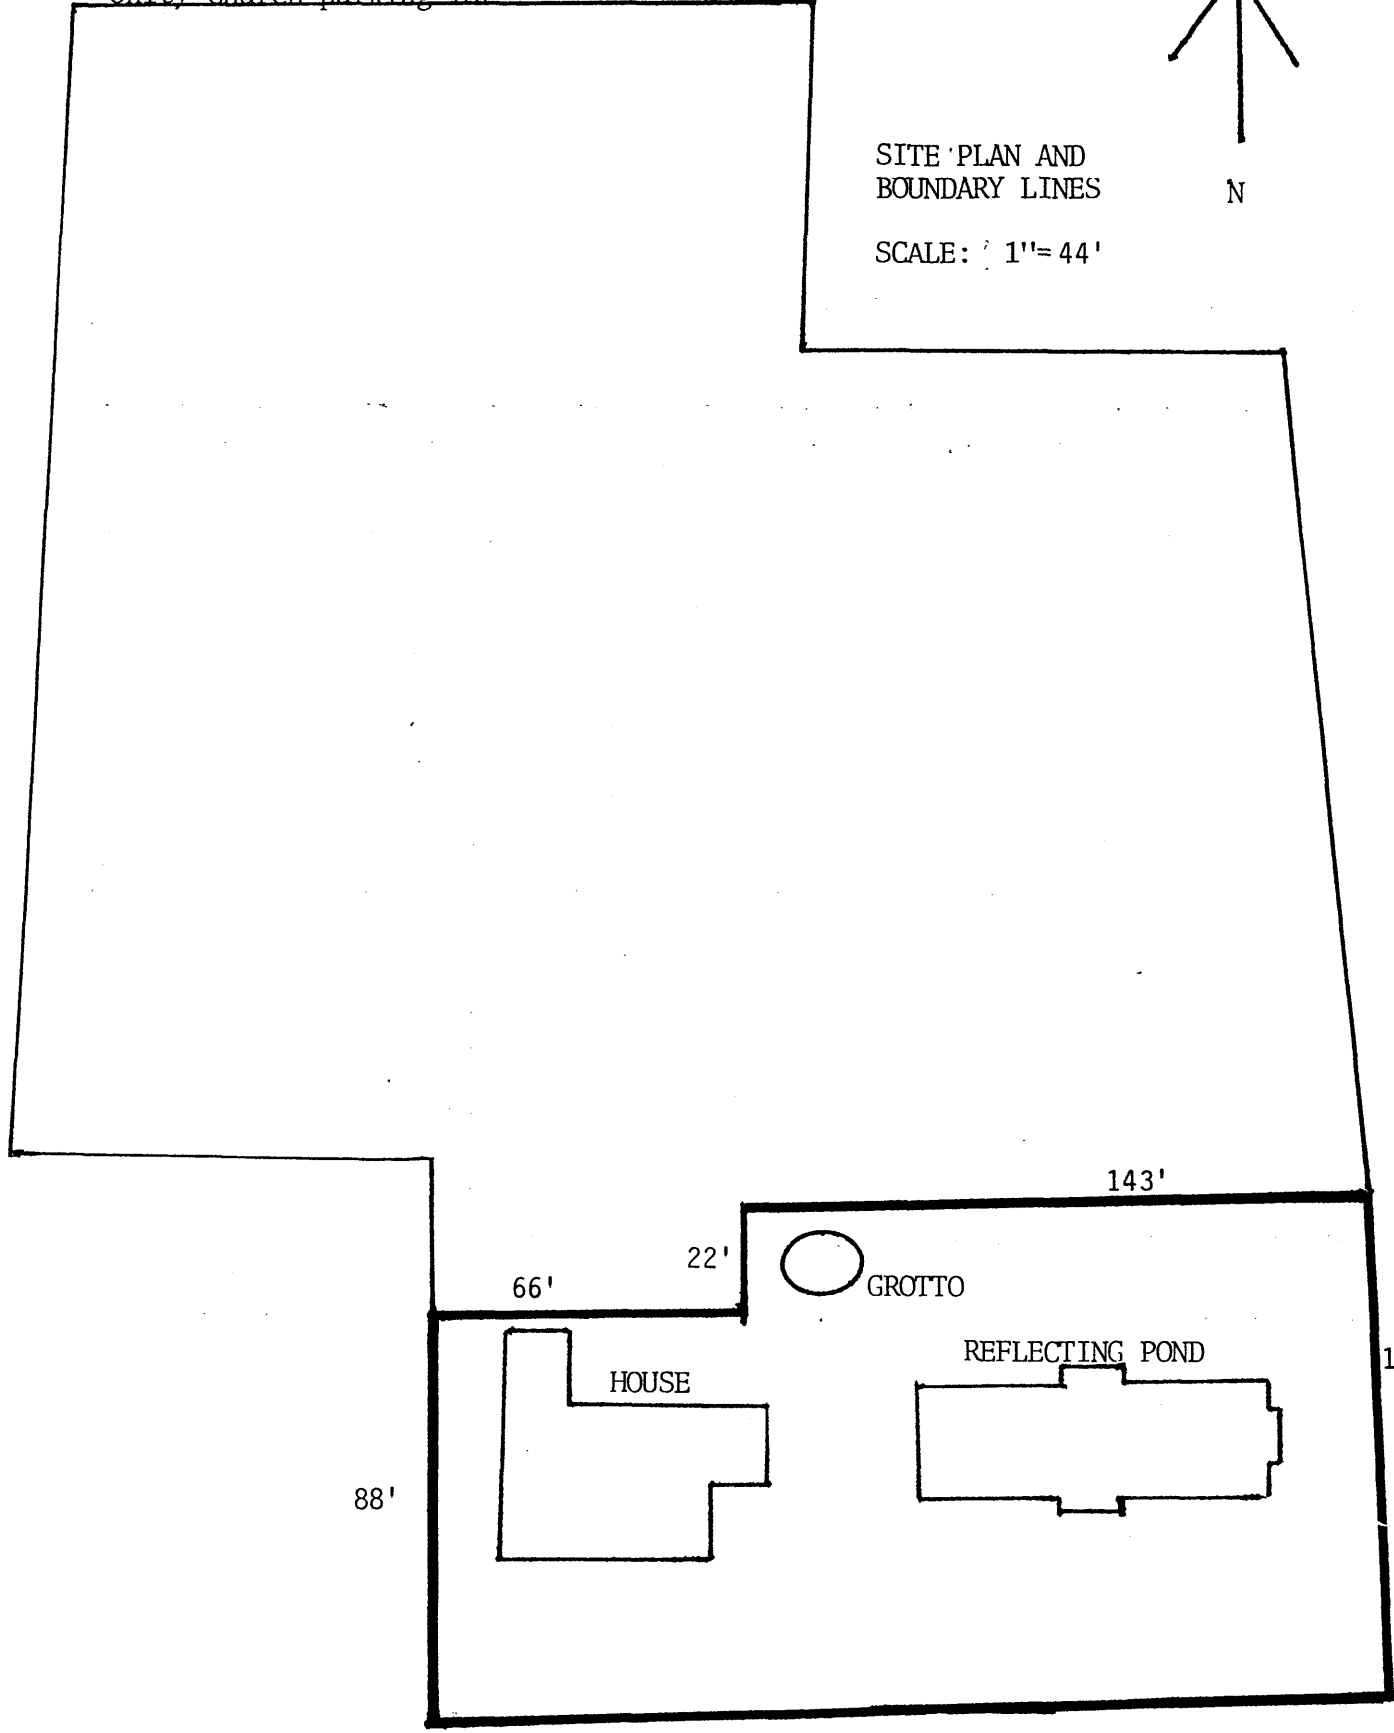 SITE PLAN AND
BOUNDARY LINES
N
SCALE: 1"=44'
143'
22'
66'
GROTTO
REFLECTING POND
HOUSE
88'